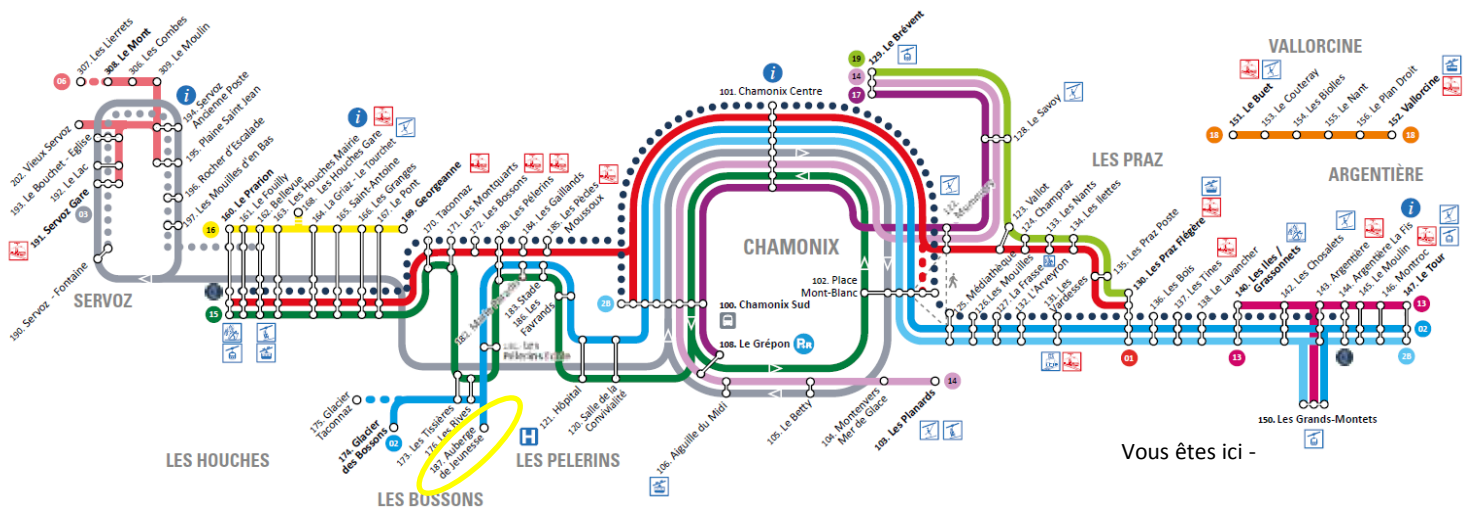 307. Les Lierrets
308. Le Mont
306. Les Combes
309. Le Moulin
06
194. Servoz
Ancienne Poste
195. Plaine Saint Jean
196. Rocher d'Escalade
197. Les Mouilles d'en Bas
202. Vieux Servoz
193. Le Bouchet - Eglise
192. Le Lac
191. Servoz Gare
03
190. Servoz - Fontaine
SERVOZ
16
160. Le Prarion
161. Le Fouilly
162. Bellevue
163. Les Houches Mairie
168. Les Houches Gare
164. La Griaz - Le Tourchet
165. Saint-Antoine
166. Les Granges
167. Le Pont
169. Georgeanne
15
LES HOUCHES
170. Taconnaz
171. Les Montquarts
172. Les Bossons
180. Les Pélerins
184. Les Gaillands
185. Les Pècles
Moussoux
182.
183. Stade
186. Les
Favrands
Les
175. Glacier
Taconnaz
174. Glacier
des Bossons
02
173. Les Tissières
176. Les Rives
187. Auberge
de Jeunesse
LES BOSSONS
H
LES PELERINS
121. Hôpital
120. Salle de la
Convivialité
2B
101. Chamonix Centre
CHAMONIX
102. Place
Mont-Blanc
100. Chamonix Sud
108. Le Grépon
RR
106. Aiguille du Midi
105. Le Betty
104. Montenvers
Mer de Glace
103. Les Planards
14
19
14
17
129. Le Brévent
128. Le Savoy
LES PRAZ
123. Vallot
124. Champraz
133. Les Nants
134. Les Ilettes
135. Les Praz Poste
130. Les Praz Flégère
01
125. Médiathèque
126. Les Mouilles
127. La Frasse
132. L'Arveyron
131. Les
Vardesses
136. Les Bois
137. Les Tines
138. Le Lavancher
140. Les Iles /
Grassonnets
13
142. Les Chosalets
143. Argentière
144. Argentière La Fis
145. Le Moulin
146. Montroc
147. Le Tour
13
02
2B
150. Les Grands-Montets
ARGENTIÈRE
VALLORCINE
18
151. Le Buet
153. Le Couteray
154. Les Biolles
155. Le Nant
156. Le Plan Droit
152. Vallorcine
18
Vous êtes ici -